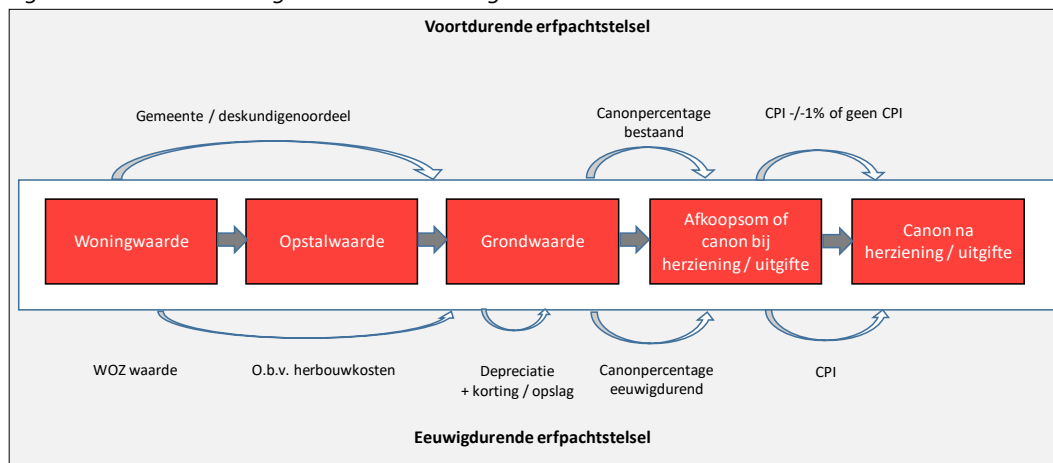 Voortdurende erfpachtstelsel
Gemeente / deskundigenoordeel
Canonpercentage
bestaand
CPI -/-1% of geen CPI
Woningwaarde
Opstalwaarde
Grondwaarde
Afkoopsom of
canon bij
herziening / uitgifte
Canon na
herziening / uitgifte
WOZ waarde
O.b.v. herbouwkosten
Depreciatie
+ korting / opslag
Canonpercentage
eeuwigdurend
CPI
Eeuwigdurende erfpachtstelsel